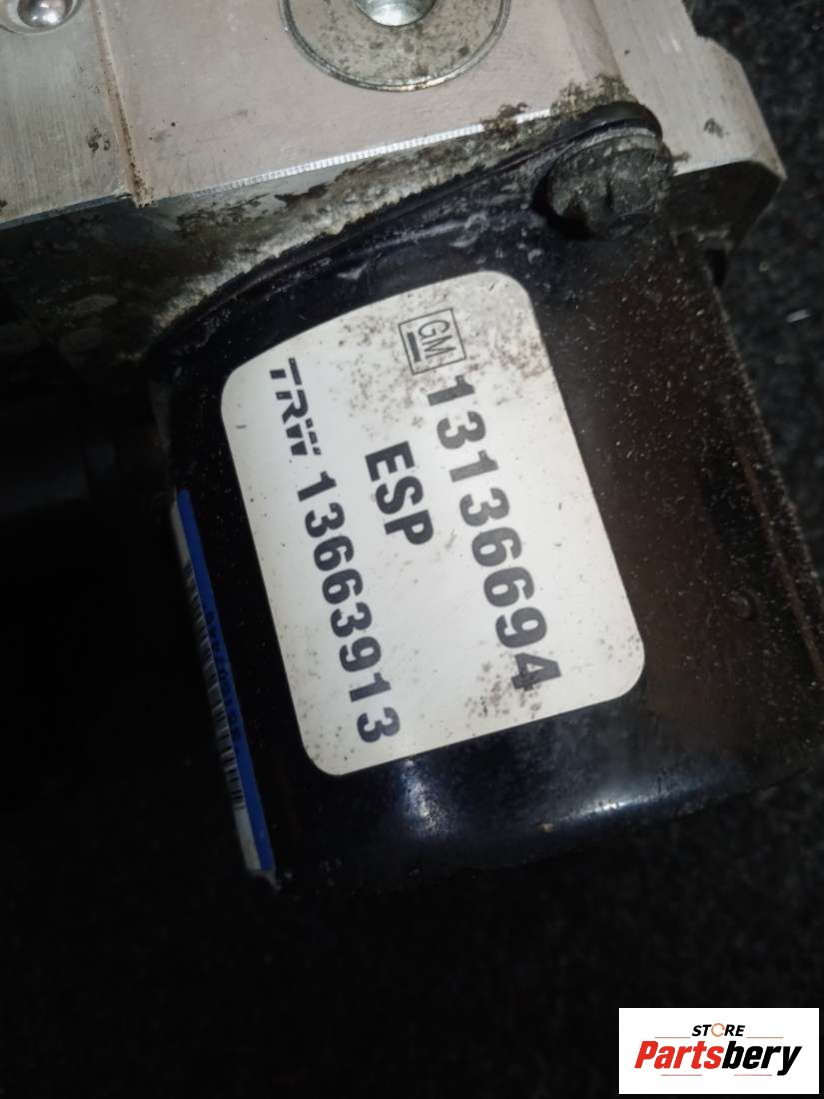 GM
13136694
ESP
TRW 13663913
STORE
Partsbery